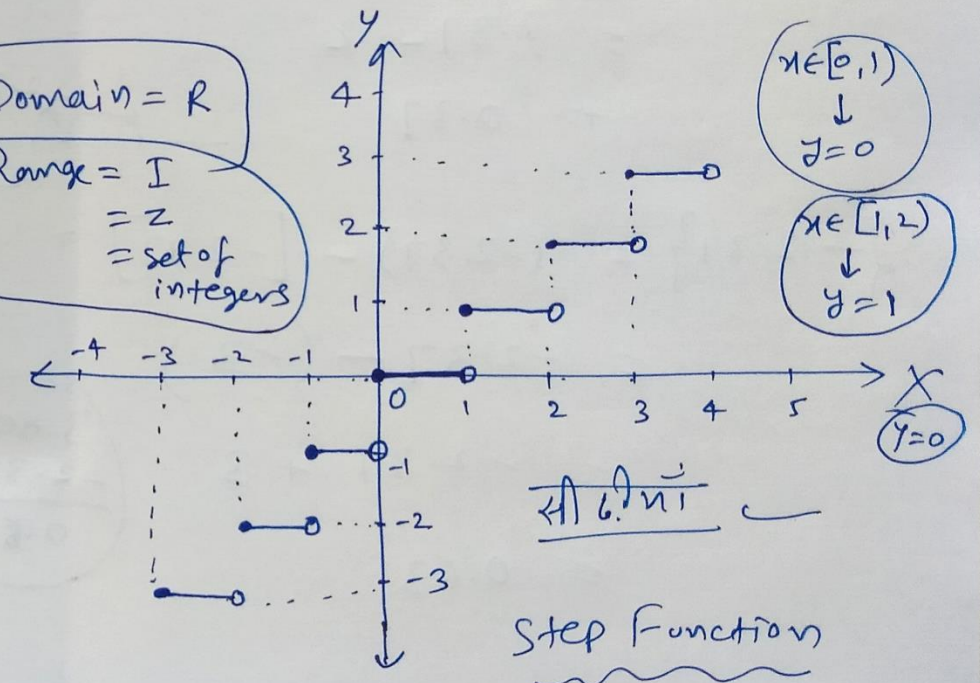 Y
Domain = R
Range = I
= Z
= set of
integers
x∈[0,1)
↓
y=0
x∈[1,2)
↓
y=1
4
3
2
1
-4 -3 -2 -1
0 1 2 3 4 5
X
y=0
-1
-2
-3
सीढ़ीयाँ
Step Function